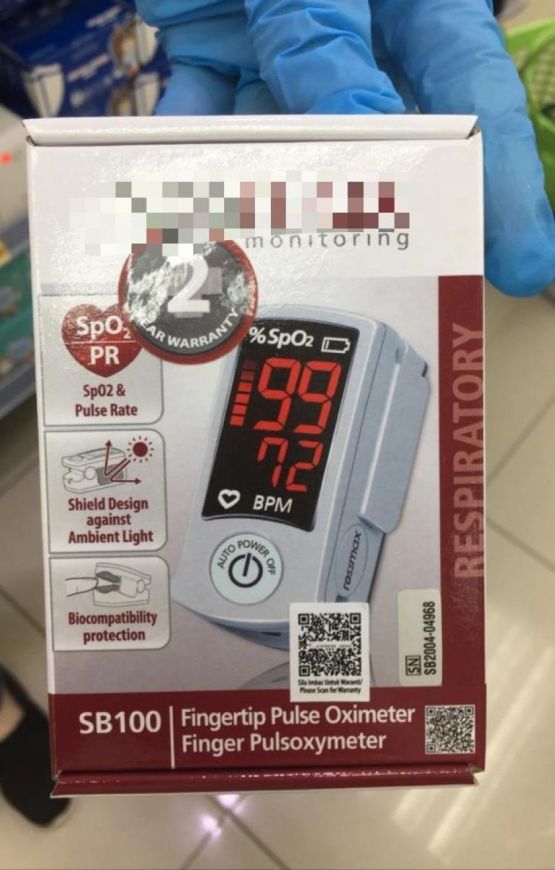 monitoring
2
EAR WARRANTY
SpO₂
PR
SpO2 &
Pulse Rate
Shield Design
against
Ambient Light
Biocompatibility
protection
%SpO₂
99
72
BPM
AUTO POWER OFF
rossmax
RESPIRATORY
Sila Imbas Untuk Waranti/
Please Scan for Warranty
SN
SB2004-04968
SB100
Fingertip Pulse Oximeter
Finger Pulsoxymeter